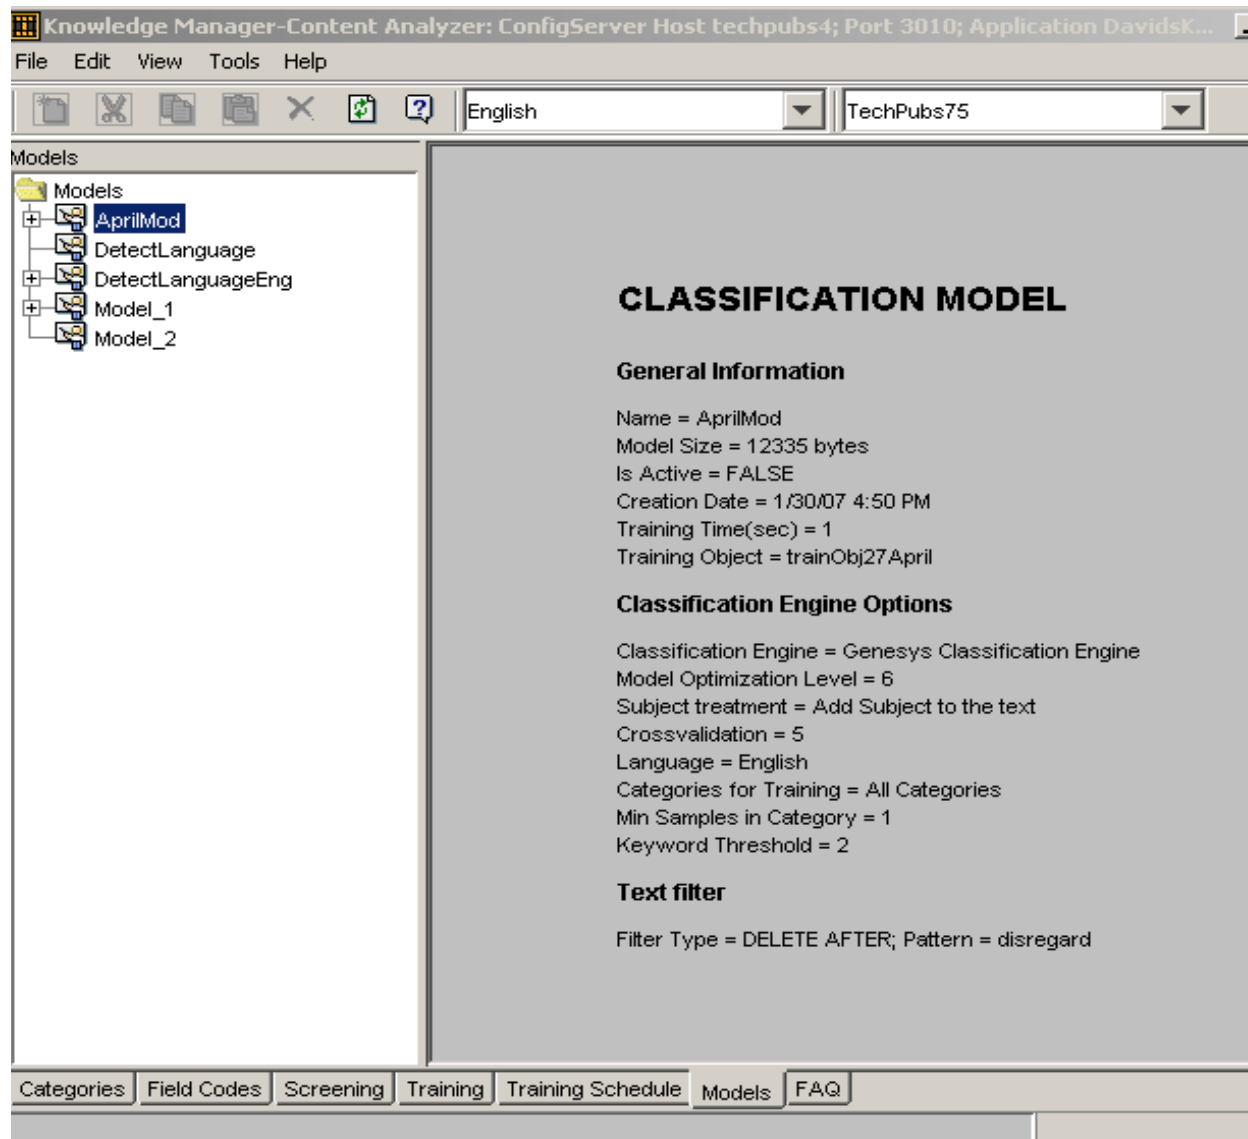 Knowledge Manager-Content Analyzer: ConfigServer Host techpubs4; Port 3010; Application DavidsK...
File Edit View Tools Help
English TechPubs75
Models
Models
AprilMod
DetectLanguage
DetectLanguageEng
Model_1
Model_2
CLASSIFICATION MODEL
General Information
Name = AprilMod
Model Size = 12335 bytes
Is Active = FALSE
Creation Date = 1/30/07 4:50 PM
Training Time(sec) = 1
Training Object = trainObj27April
Classification Engine Options
Classification Engine = Genesys Classification Engine
Model Optimization Level = 6
Subject treatment = Add Subject to the text
Crossvalidation = 5
Language = English
Categories for Training = All Categories
Min Samples in Category = 1
Keyword Threshold = 2
Text filter
Filter Type = DELETE AFTER; Pattern = disregard
Categories Field Codes Screening Training Training Schedule Models FAQ